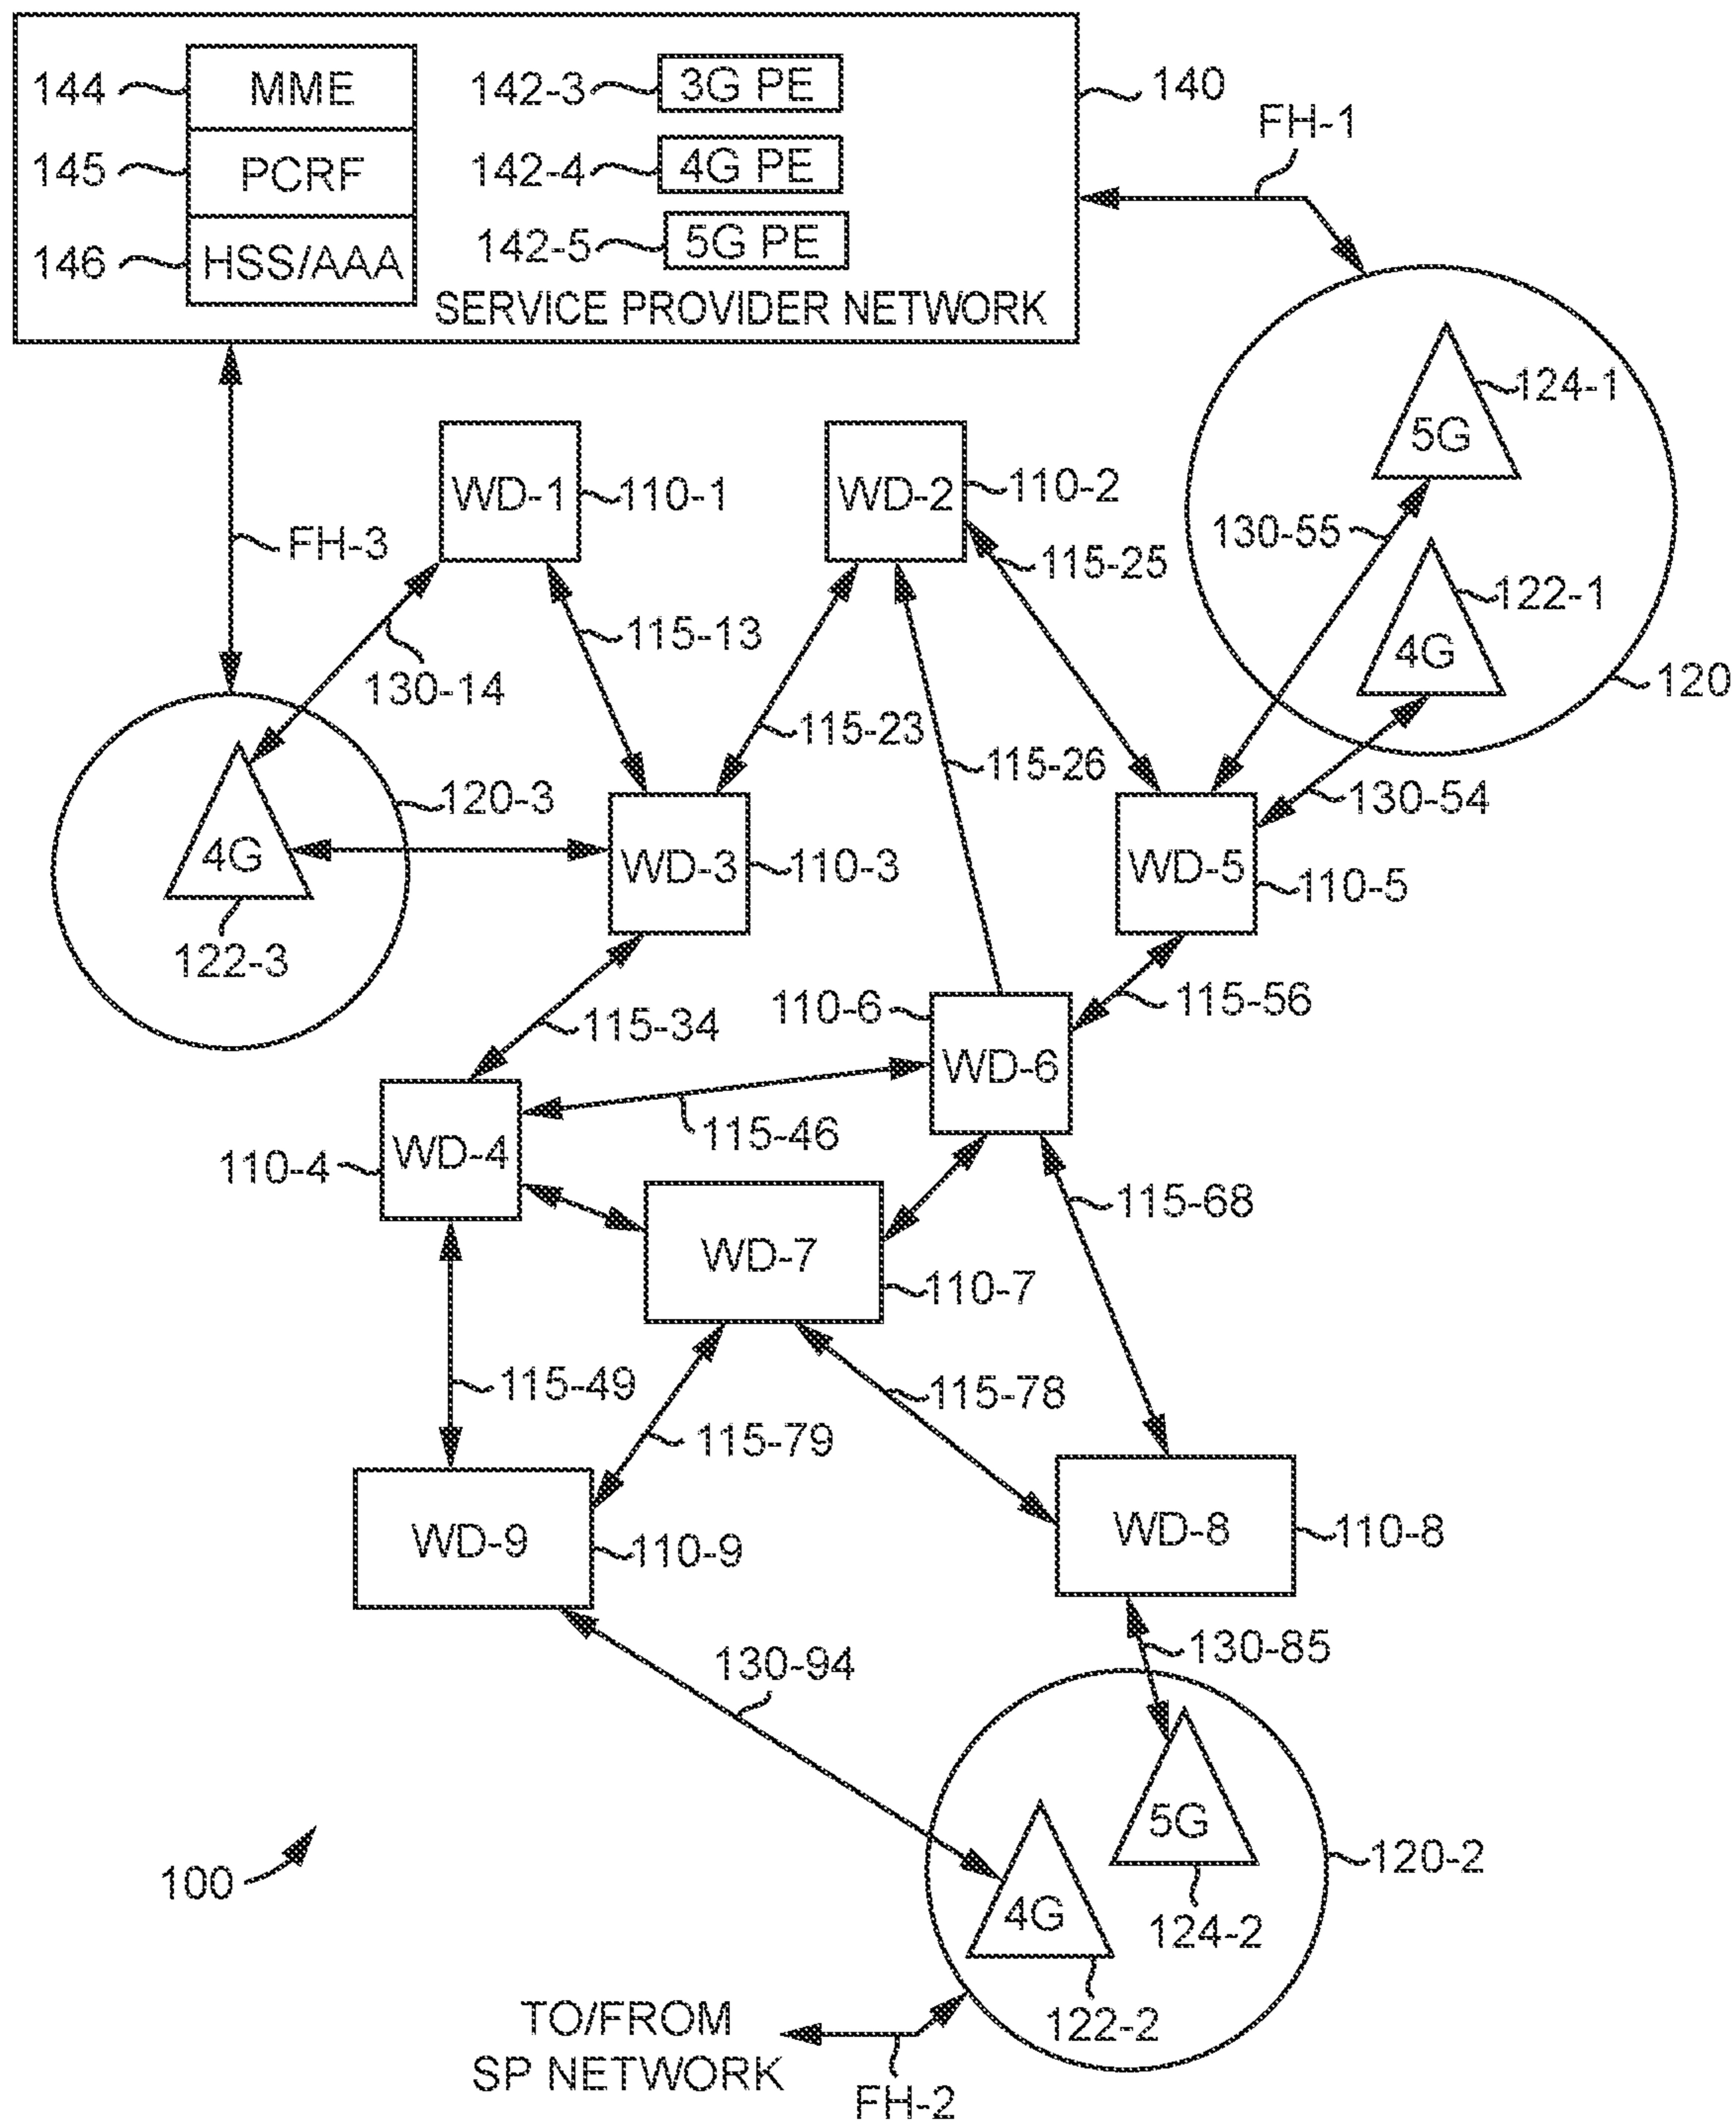 144
MME
142-3
3G PE
140
145
PCRF
142-4
4G PE
FH-1
146
HSS/AAA
142-5
5G PE
SERVICE PROVIDER NETWORK
124-1
5G
WD-1
110-1
WD-2
110-2
FH-3
115-25
130-55
122-1
4G
115-13
130-14
120
115-23
115-26
120-3
130-54
4G
WD-3
110-3
WD-5
110-5
122-3
110-6
115-56
115-34
WD-6
115-46
WD-4
110-4
115-68
WD-7
110-7
115-49
115-78
115-79
WD-9
110-9
WD-8
110-8
130-85
130-94
5G
120-2
100
4G
124-2
TO/FROM
SP NETWORK
122-2
FH-2